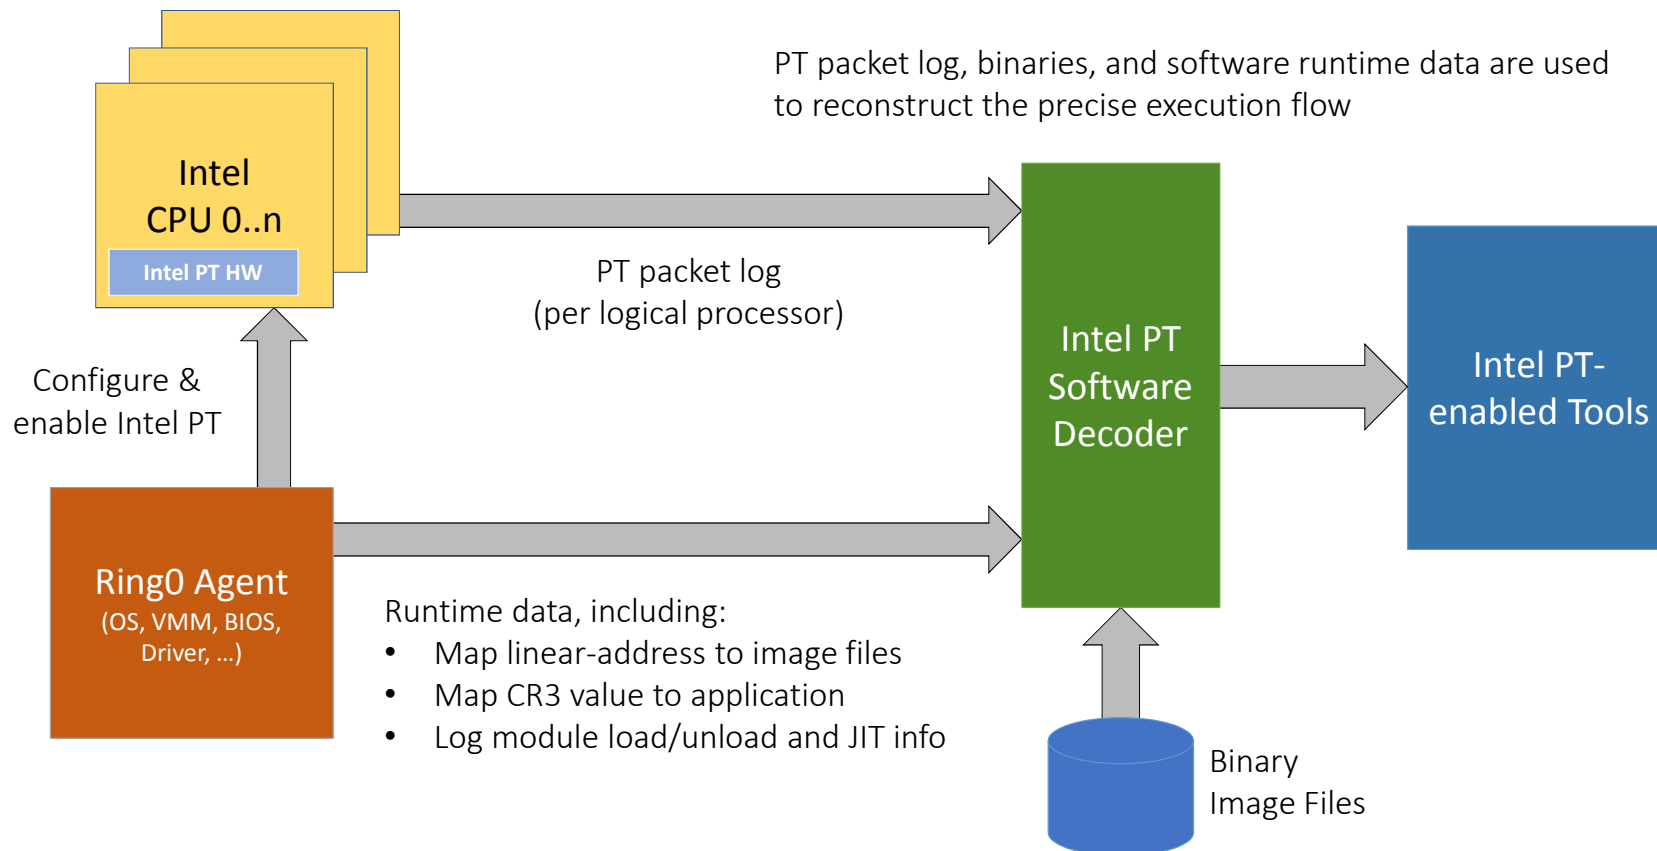 PT packet log, binaries, and software runtime data are used
to reconstruct the precise execution flow
Intel
CPU 0..n
Intel PT HW
PT packet log
(per logical processor)
Configure &
enable Intel PT
Intel PT
Software
Decoder
Intel PT-
enabled Tools
Ring0 Agent
(OS, VMM, BIOS,
Driver, ...)
Runtime data, including:
• Map linear-address to image files
• Map CR3 value to application
• Log module load/unload and JIT info
Binary
Image Files